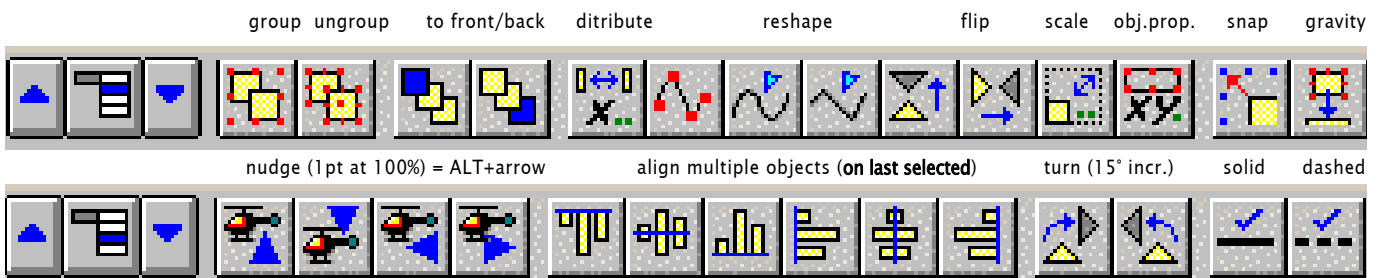 group ungroup to front/back ditribute reshape flip scale obj.prop. snap gravity
x..
xy.
nudge (1pt at 100%) = ALT+arrow align multiple objects (on last selected) turn (15° incr.) solid dashed